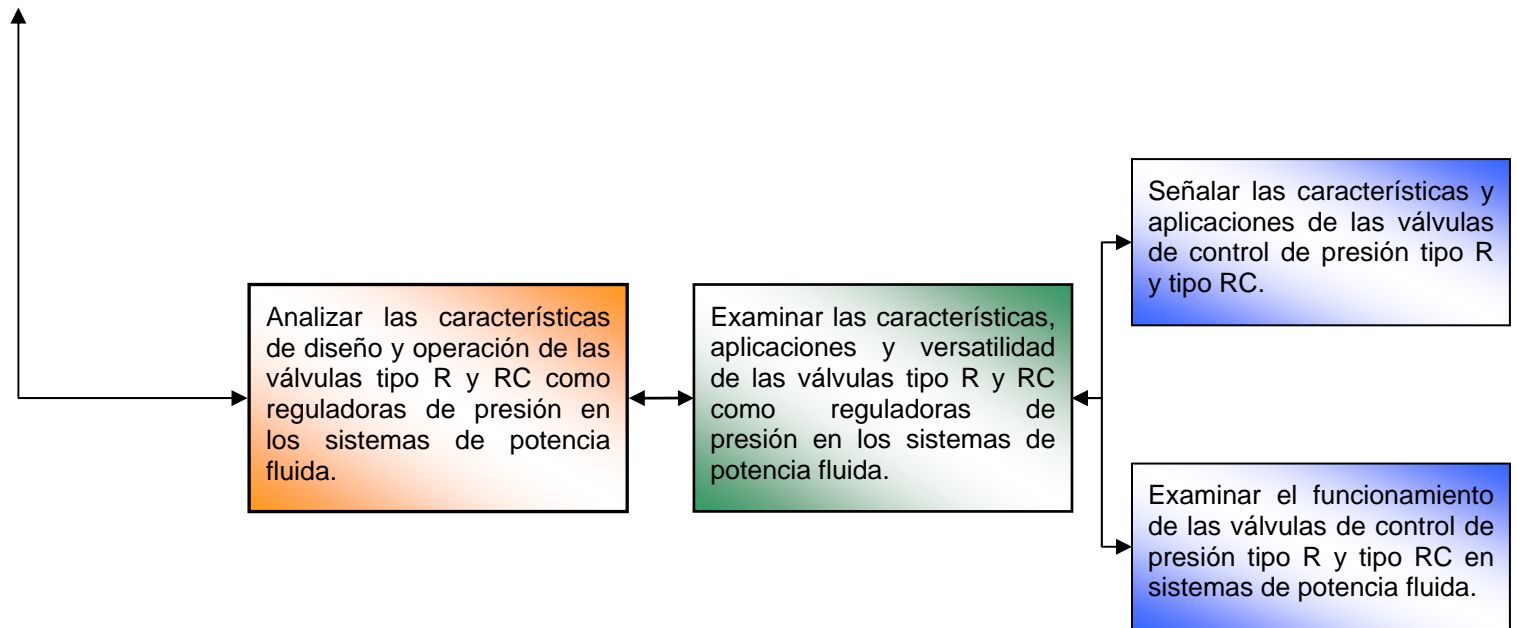 Analizar las características
de diseño y operación de las
válvulas tipo R y RC como
reguladoras de presión en
los sistemas de potencia
fluida.
Examinar las características,
aplicaciones y versatilidad
de las válvulas tipo R y RC
como reguladoras de
presión en los sistemas de
potencia fluida.
Señalar las características y
aplicaciones de las válvulas
de control de presión tipo R
y tipo RC.
Examinar el funcionamiento
de las válvulas de control de
presión tipo R y tipo RC en
sistemas de potencia fluida.